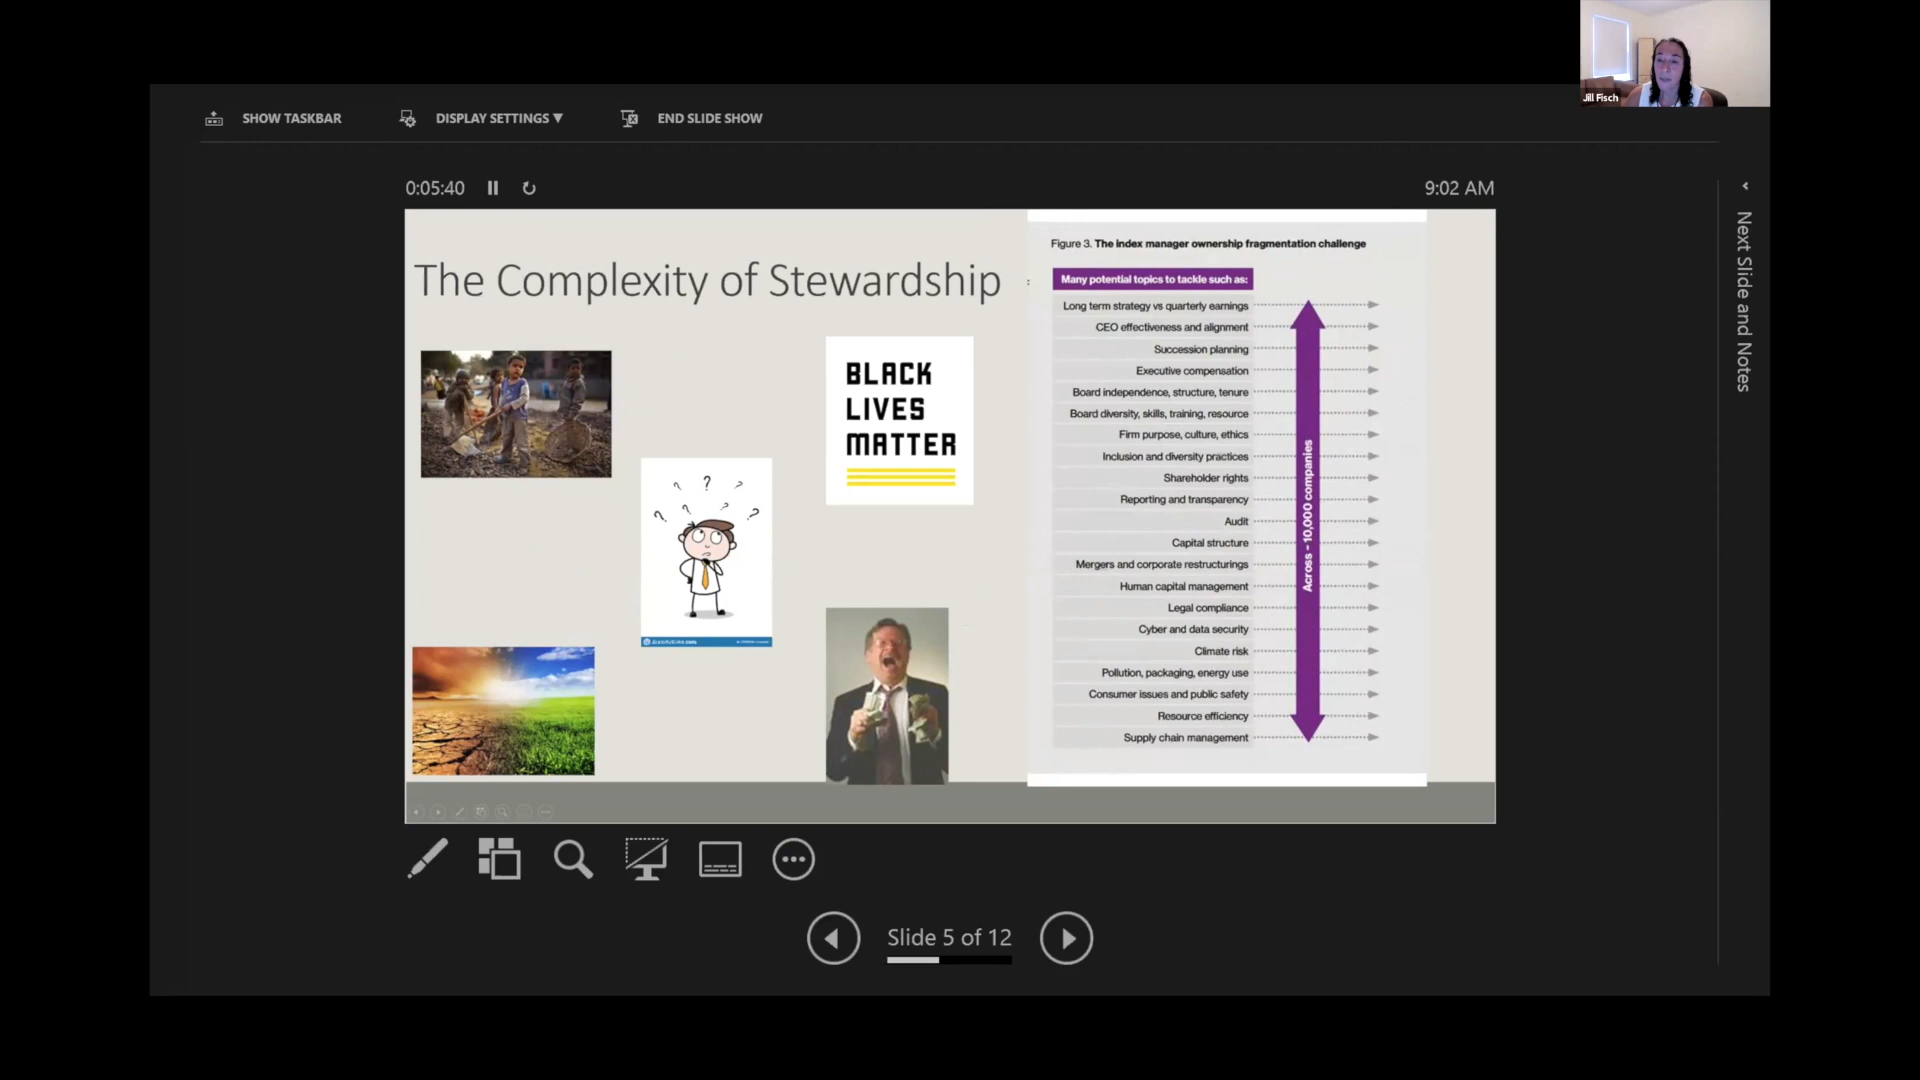 Jill Fisch
SHOW TASKBAR
DISPLAY SETTINGS ▼
END SLIDE SHOW
0:05:40
9:02 AM
Next Slide and Notes
The Complexity of Stewardship
BLACK
LIVES
MATTER
? ? ? ? ? ? ?
Figure 3. The index manager ownership fragmentation challenge
Many potential topics to tackle such as:
Long term strategy vs quarterly earnings
CEO effectiveness and alignment
Succession planning
Executive compensation
Board independence, structure, tenure
Board diversity, skills, training, resource
Firm purpose, culture, ethics
Inclusion and diversity practices
Shareholder rights
Reporting and transparency
Audit
Capital structure
Mergers and corporate restructurings
Human capital management
Legal compliance
Cyber and data security
Climate risk
Pollution, packaging, energy use
Consumer issues and public safety
Resource efficiency
Supply chain management
Across ~ 10,000 companies
Slide 5 of 12